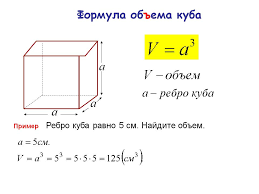 Формула объема куба
V = a³
V – объем
a – ребро куба
a
a
a
Пример Ребро куба равно 5 см. Найдите объем.
a = 5см.
V = a³ = 5³ = 5·5·5 = 125(см³)